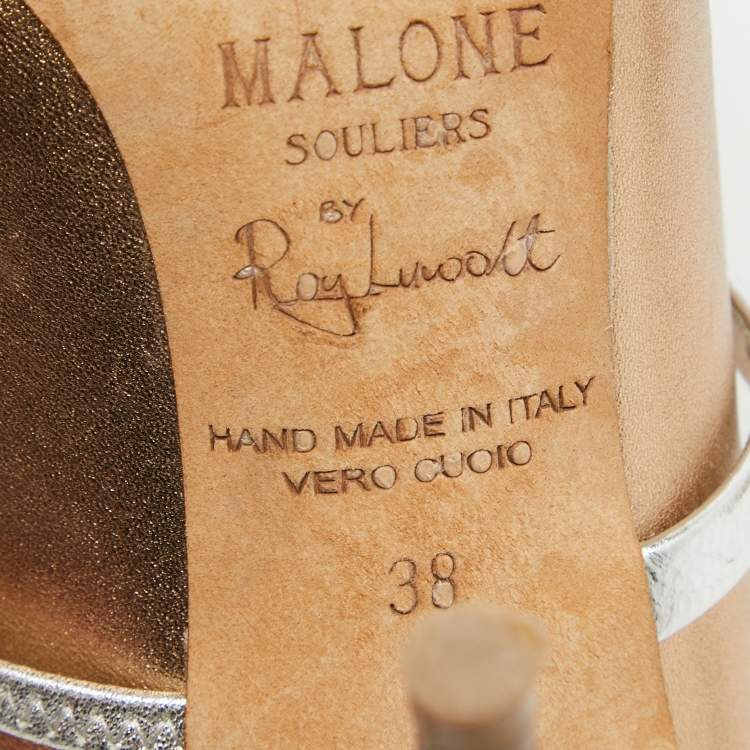 MALONE
SOULIERS
BY
Roy Luwolt
HAND MADE IN ITALY
VERO CUOIO
38